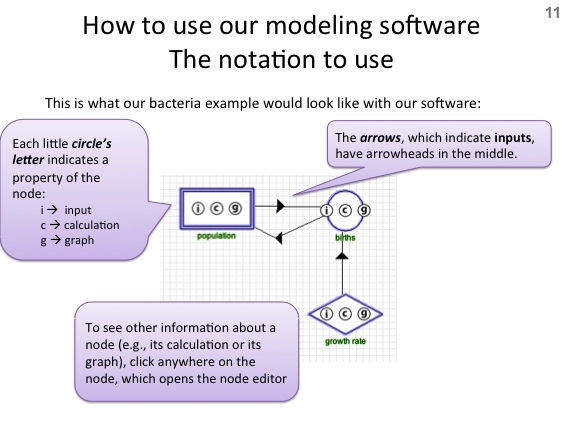 11
How to use our modeling software
The notation to use
This is what our bacteria example would look like with our software:
Each little circle's
letter indicates a
property of the
node:
i → input
c → calculation
g → graph
The arrows, which indicate inputs,
have arrowheads in the middle.
i c g
population
i c g
births
i c g
growth rate
To see other information about a
node (e.g., its calculation or its
graph), click anywhere on the
node, which opens the node editor